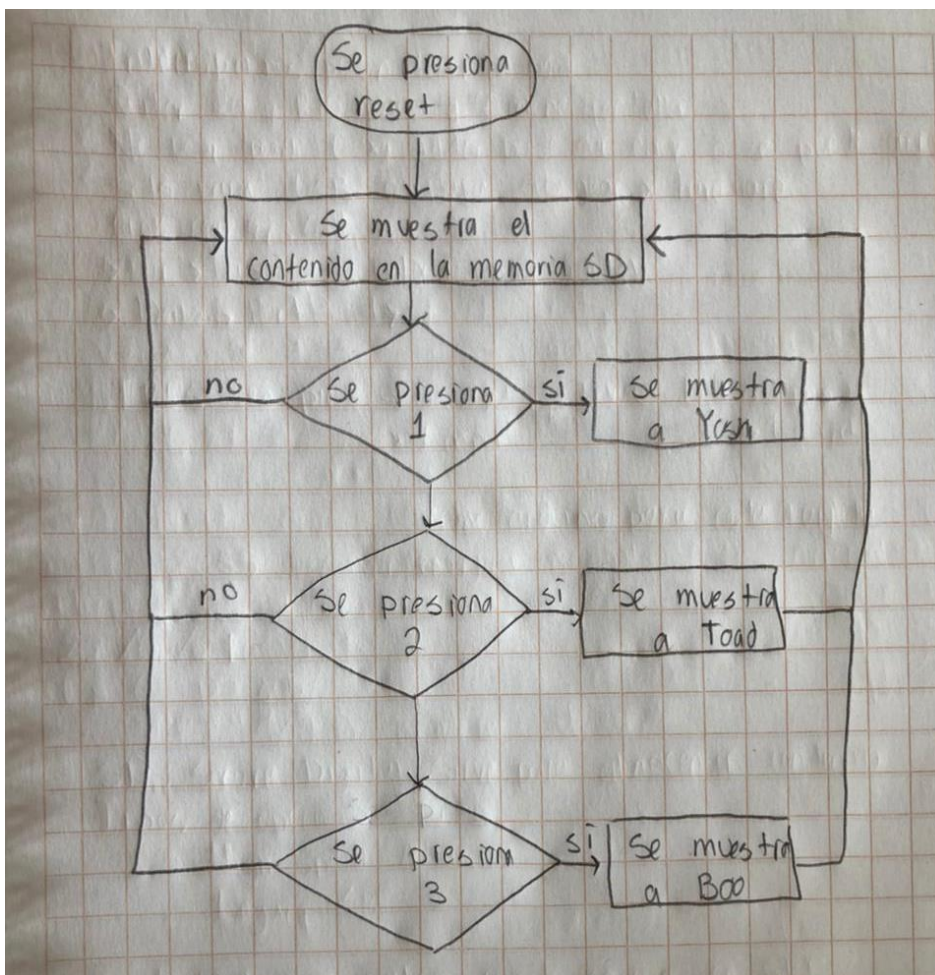 Se presiona
reset
Se muestra el
contenido en la memoria SD
no
Se presiona
1
si
Se muestra
a Yosh
no
Se presiona
2
si
Se muestra
a Toad
Se presiona
3
si
Se muestra
a Boo